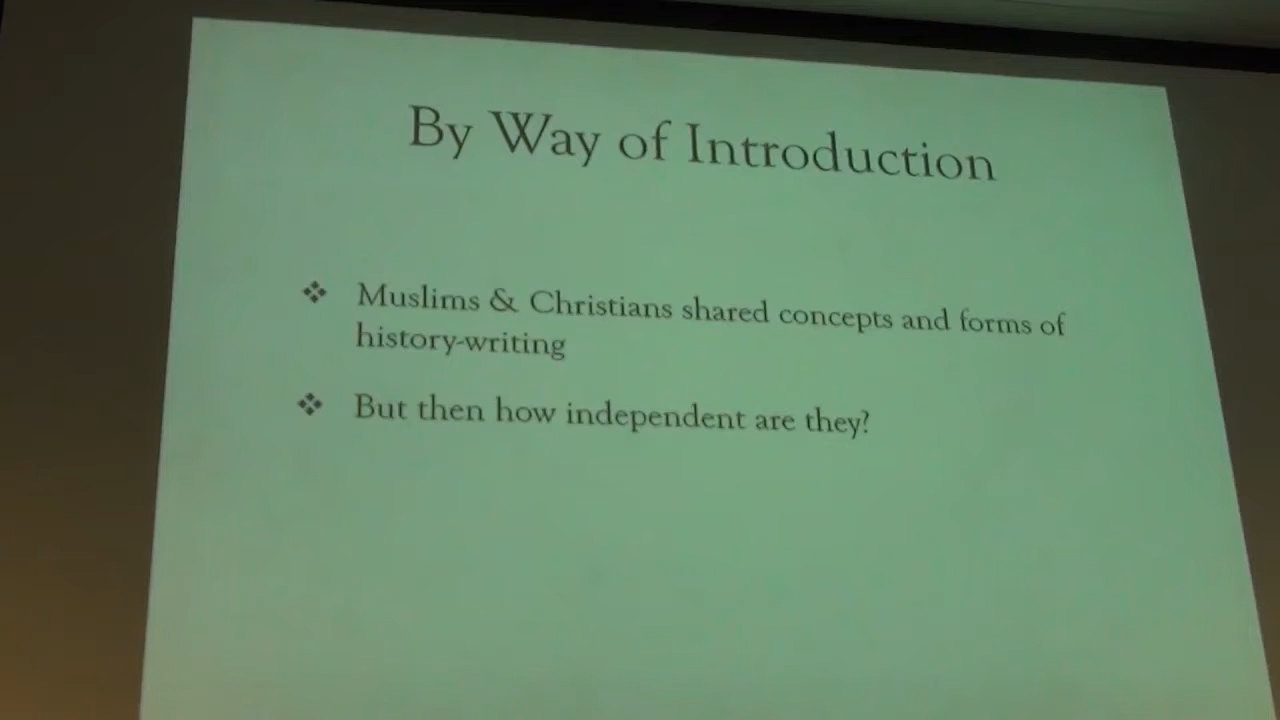 By Way of Introduction
❖ Muslims & Christians shared concepts and forms of
history-writing
❖ But then how independent are they?